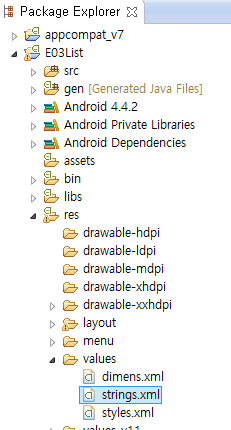 Package Explorer
appcompat_v7
E03List
src
gen [Generated Java Files]
Android 4.4.2
Android Private Libraries
Android Dependencies
assets
bin
libs
res
drawable-hdpi
drawable-ldpi
drawable-mdpi
drawable-xhdpi
drawable-xxhdpi
layout
menu
values
dimens.xml
strings.xml
styles.xml
values-v11